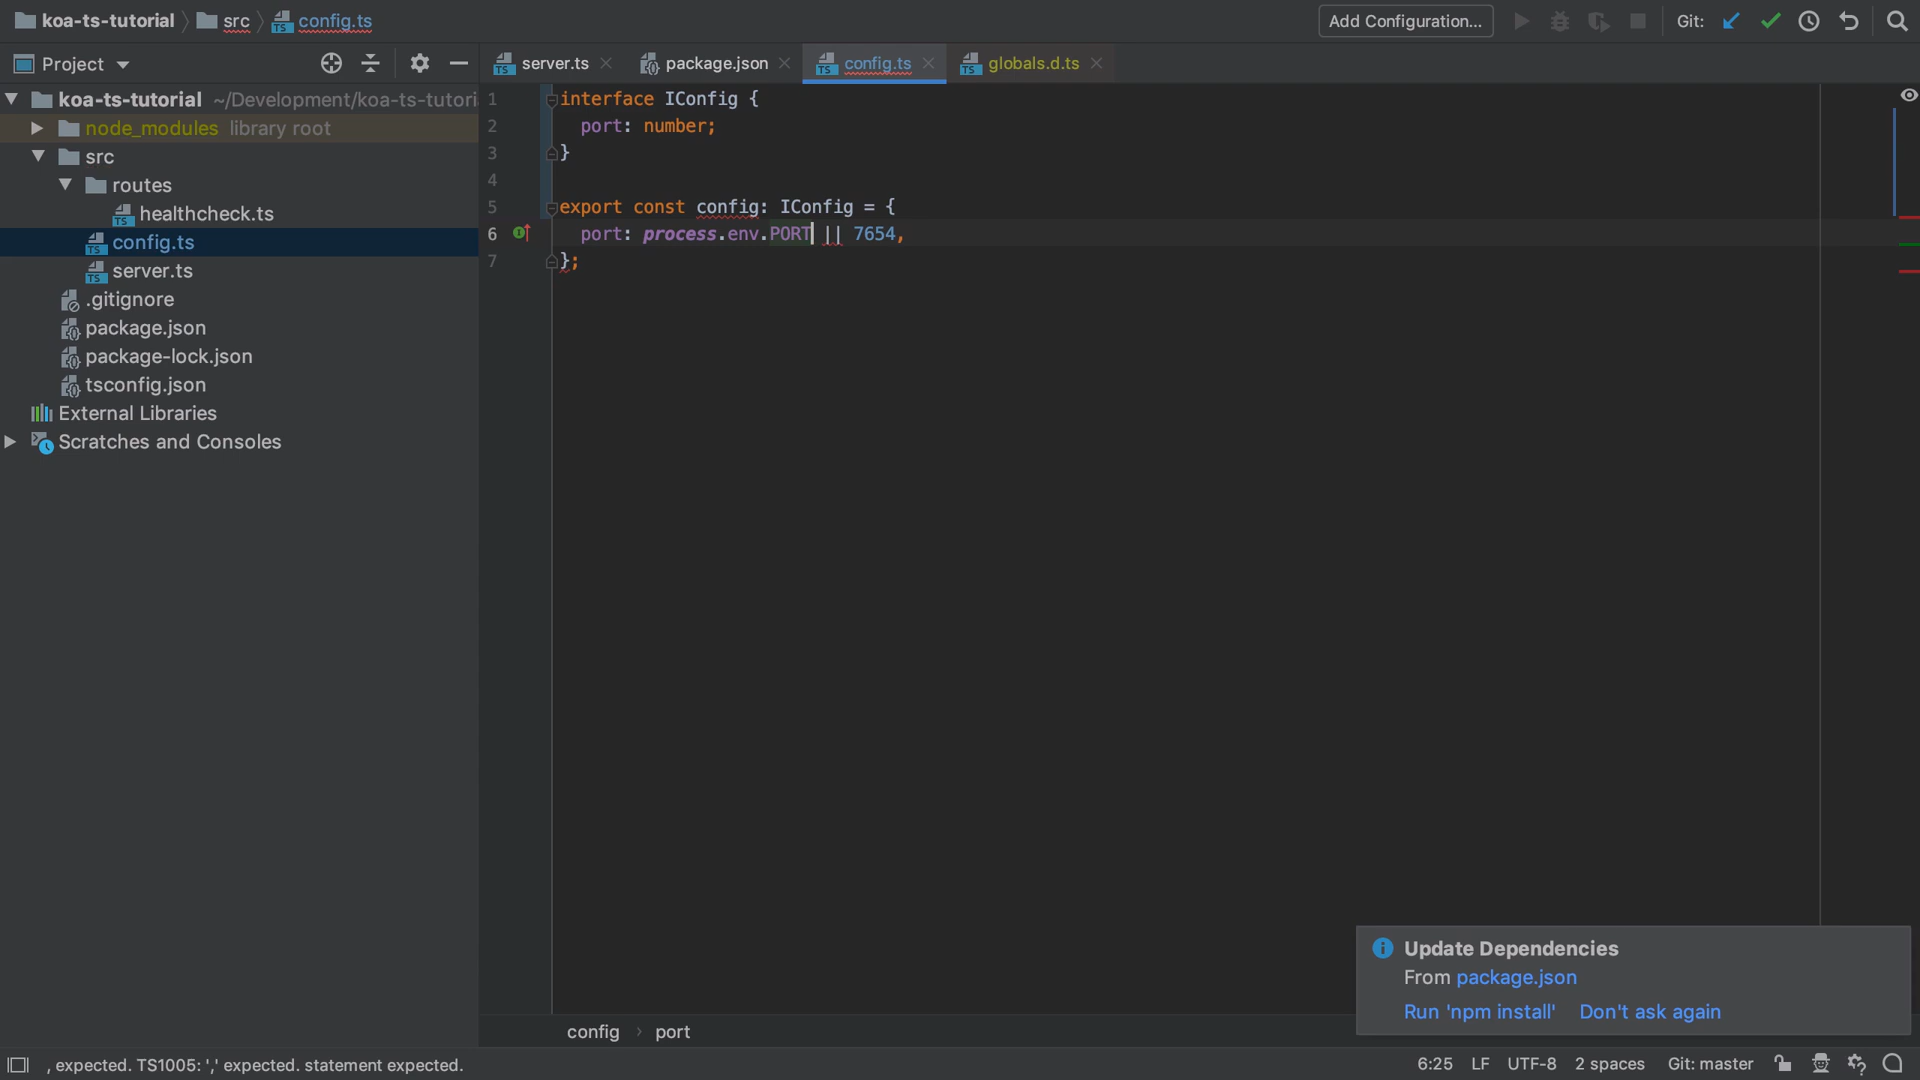 koa-ts-tutorial src config.ts Add Configuration... Git:
Project server.ts package.json config.ts globals.d.ts
koa-ts-tutorial ~/Development/koa-ts-tutori
node_modules library root
src
routes
healthcheck.ts
config.ts
server.ts
.gitignore
package.json
package-lock.json
tsconfig.json
External Libraries
Scratches and Consoles
1 interface IConfig {
2 port: number;
3 }
4
5 export const config: IConfig = {
6 port: process.env.PORT || 7654,
7 };
Update Dependencies
From package.json
Run 'npm install' Don't ask again
config › port
, expected. TS1005: ',' expected. statement expected. 6:25 LF UTF-8 2 spaces Git: master